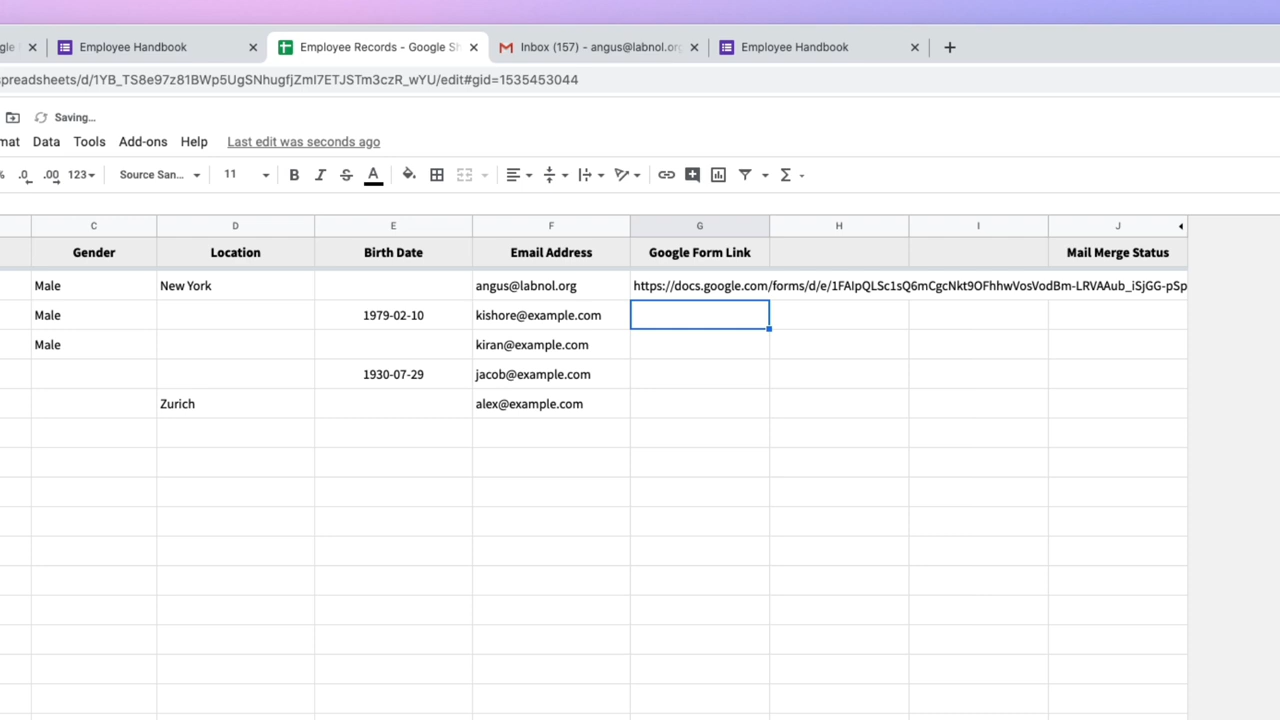 gle
Employee Handbook
Employee Records - Google Sh
Inbox (157) - angus@labnol.org
Employee Handbook
spreadsheets/d/1YB_TS8e97z81BWp5UgSNhugfjZmI7ETJSTm3czR_wYU/edit#gid=1535453044
Saving…
mat Data Tools Add-ons Help Last edit was seconds ago
% .0 .00 123 Source San... 11 B I S A Σ
C D E F G H I J
Gender Location Birth Date Email Address Google Form Link Mail Merge Status
Male New York angus@labnol.org https://docs.google.com/forms/d/e/1FAIpQLSc1sQ6mCgcNkt9OFhhwVosVodBm-LRVAAub_iSjGG-pSp
Male 1979-02-10 kishore@example.com
Male kiran@example.com
1930-07-29 jacob@example.com
Zurich alex@example.com